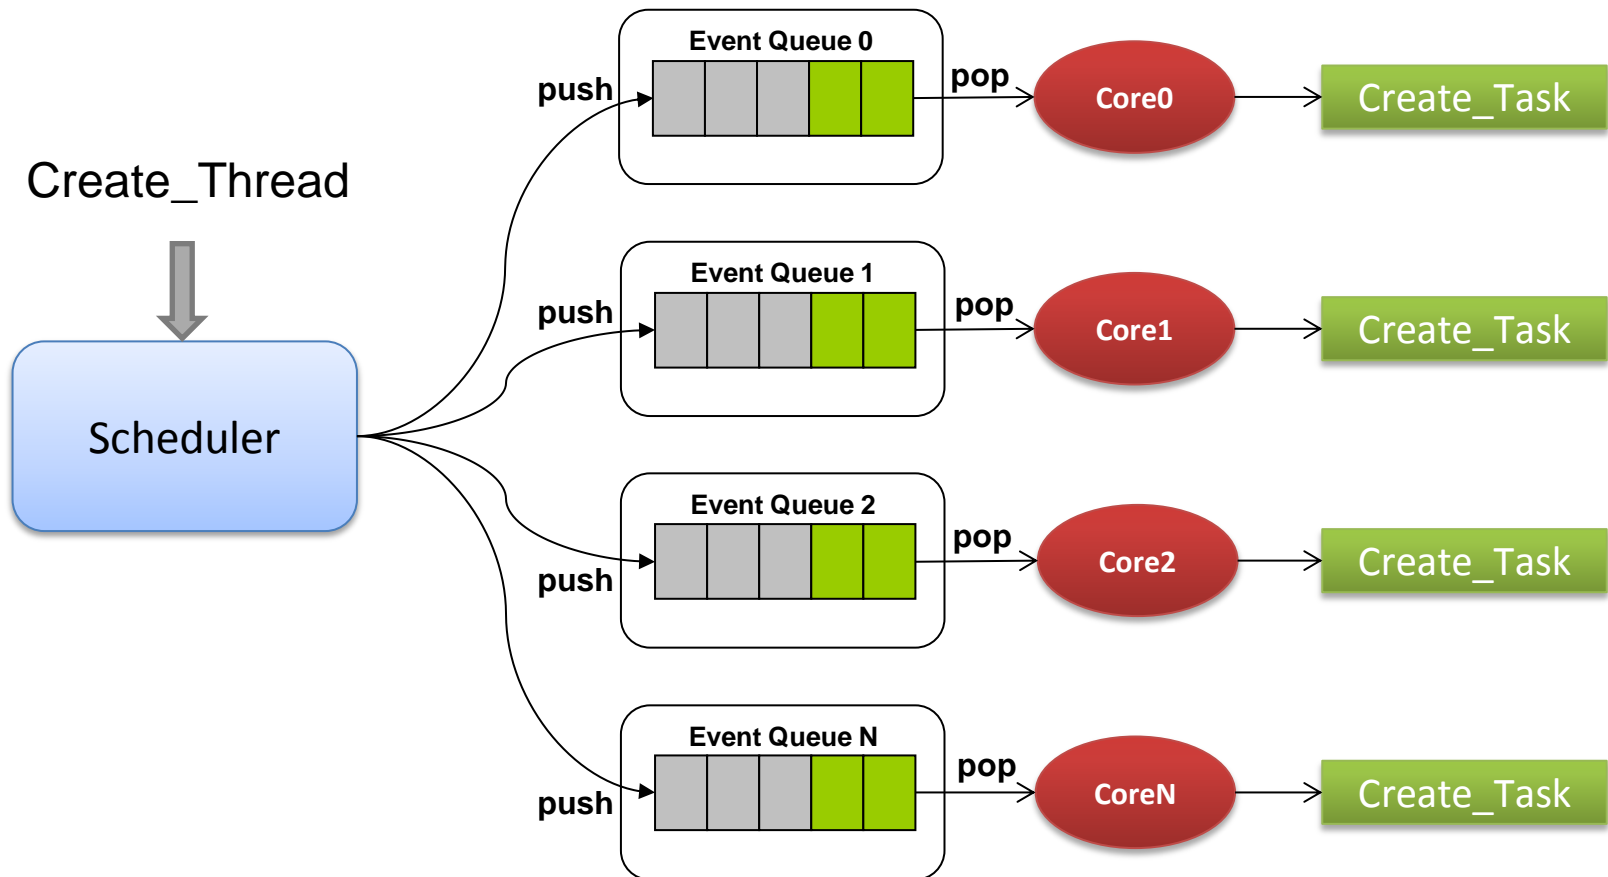 Event Queue 0
push
pop
Core0
Create_Task
Create_Thread
Event Queue 1
push
pop
Core1
Create_Task
Scheduler
Event Queue 2
push
pop
Core2
Create_Task
Event Queue N
push
pop
CoreN
Create_Task